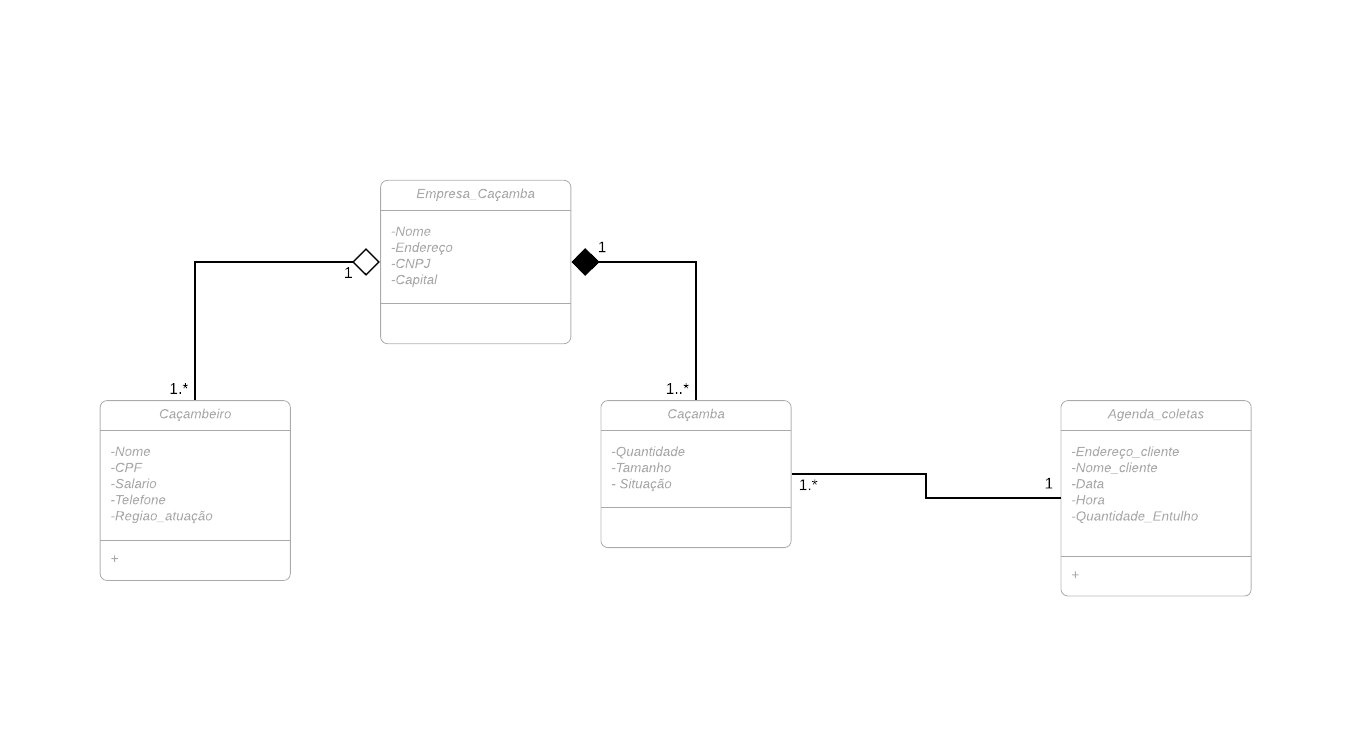 Empresa_Caçamba
-Nome
-Endereço
-CNPJ
-Capital
1
1
1.*
1..*
Caçambeiro
-Nome
-CPF
-Salario
-Telefone
-Regiao_atuação
+
Caçamba
-Quantidade
-Tamanho
- Situação
1.*
1
Agenda_coletas
-Endereço_cliente
-Nome_cliente
-Data
-Hora
-Quantidade_Entulho
+